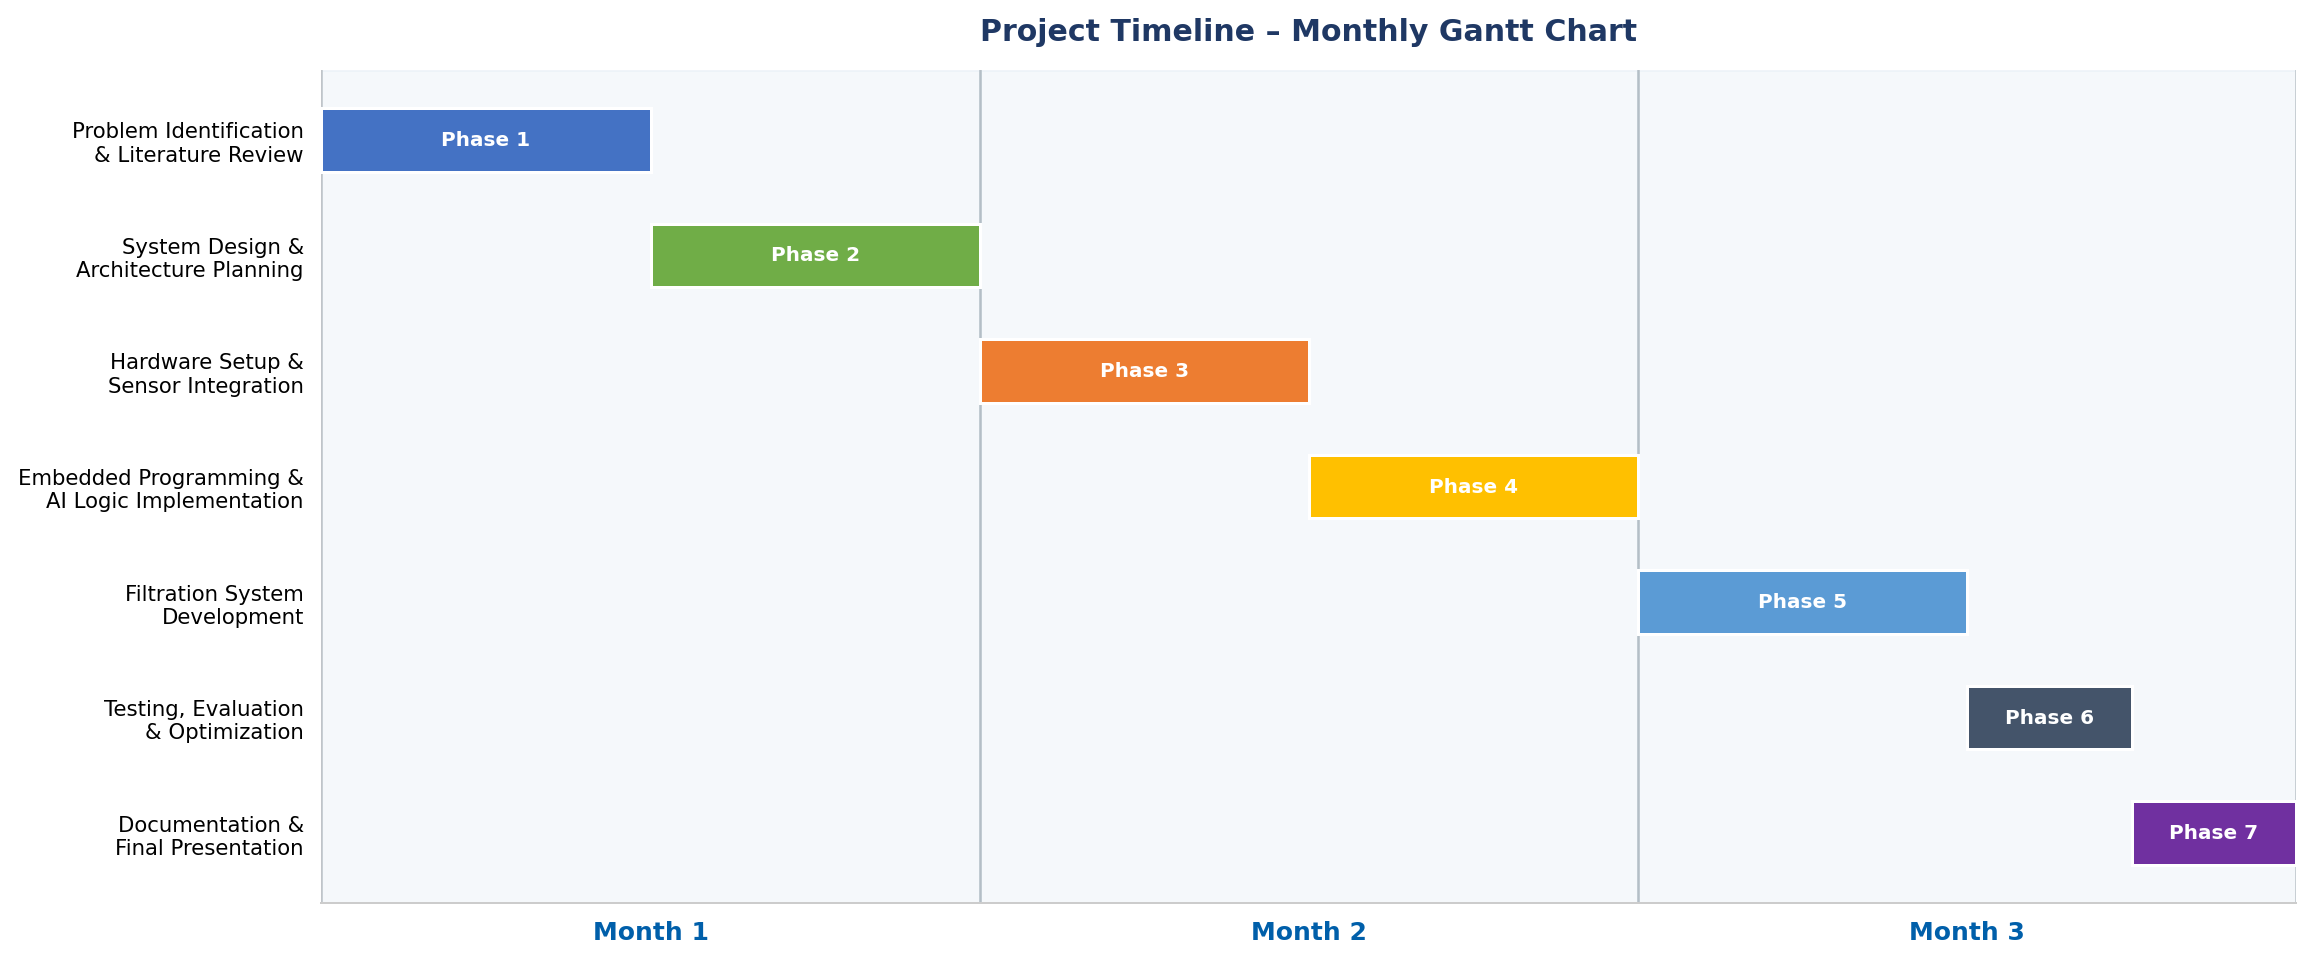 Project Timeline – Monthly Gantt Chart
Problem Identification
& Literature Review
Phase 1
System Design &
Architecture Planning
Phase 2
Hardware Setup &
Sensor Integration
Phase 3
Embedded Programming &
AI Logic Implementation
Phase 4
Filtration System
Development
Phase 5
Testing, Evaluation
& Optimization
Phase 6
Documentation &
Final Presentation
Phase 7
Month 1
Month 2
Month 3